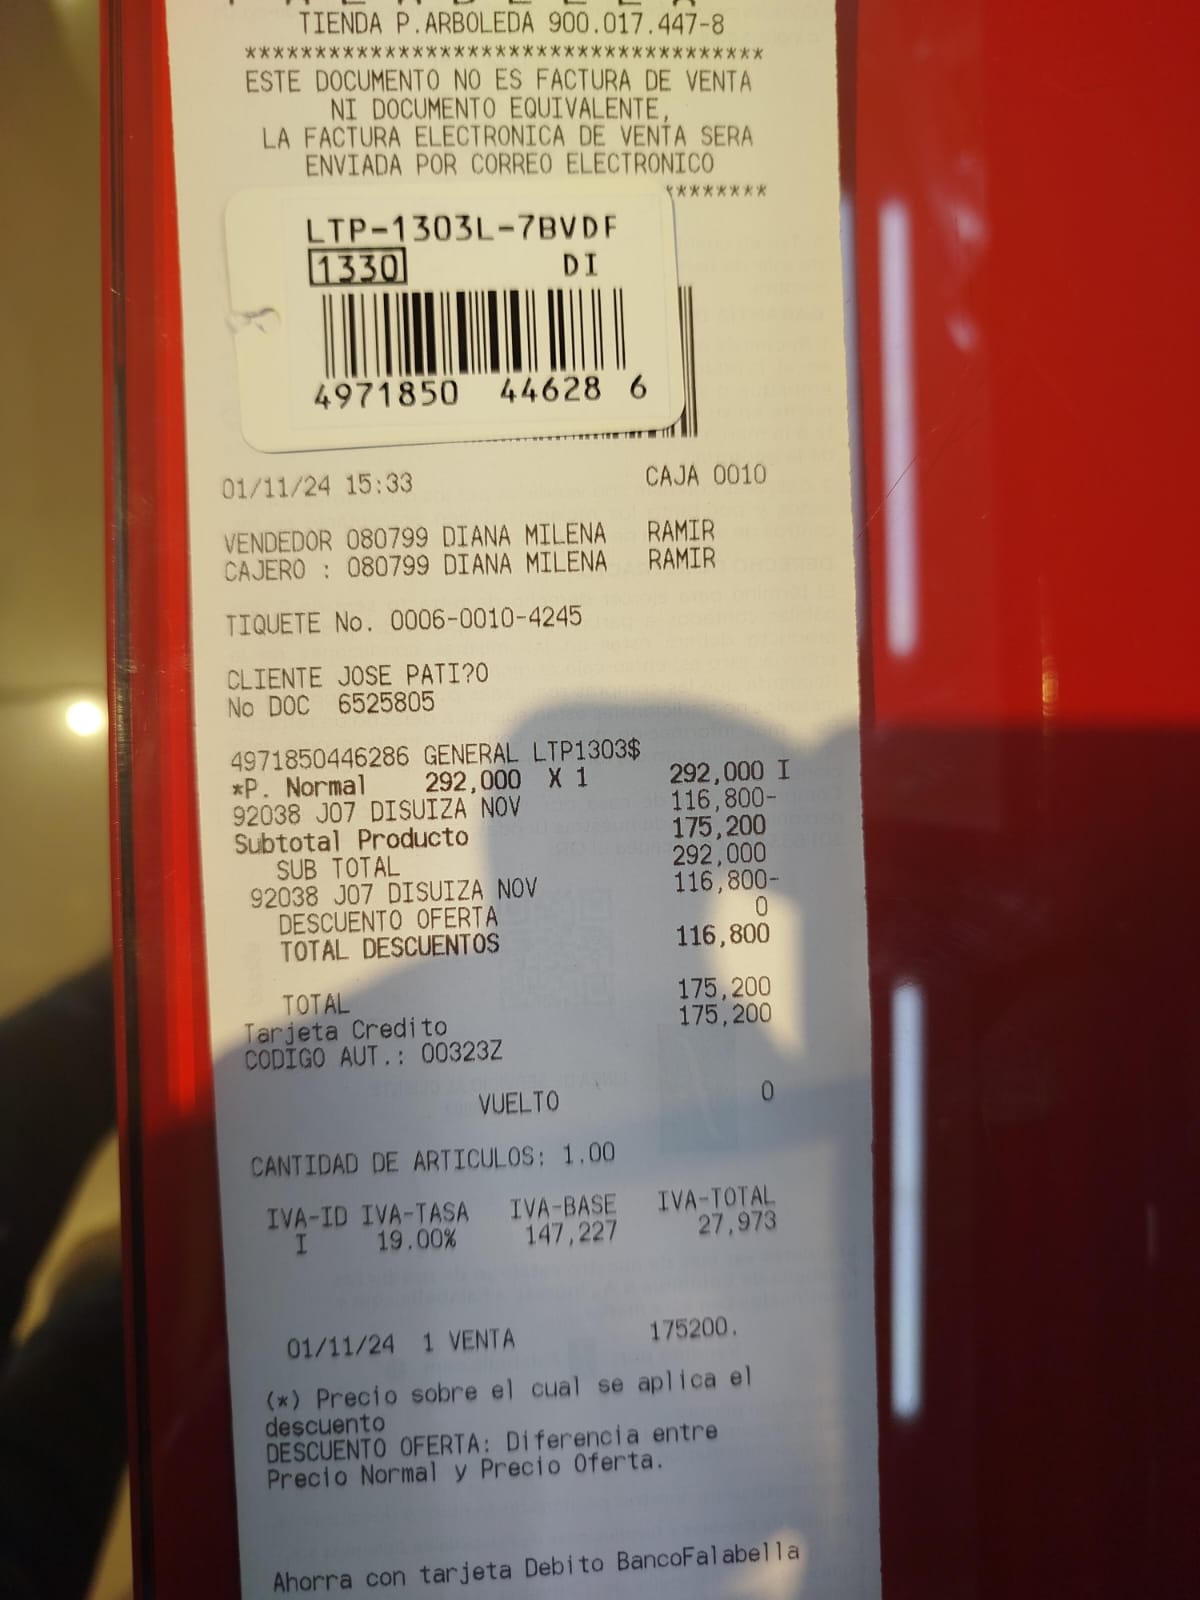 TIENDA P.ARBOLEDA 900.017.447-8
**************************************
ESTE DOCUMENTO NO ES FACTURA DE VENTA
NI DOCUMENTO EQUIVALENTE,
LA FACTURA ELECTRONICA DE VENTA SERA
ENVIADA POR CORREO ELECTRONICO
********
LTP-1303L-7BVDF
1330 DI
4971850 44628 6
01/11/24 15:33 CAJA 0010
VENDEDOR 080799 DIANA MILENA RAMIR
CAJERO : 080799 DIANA MILENA RAMIR
TIQUETE No. 0006-0010-4245
CLIENTE JOSE PATI?O
No DOC 6525805
4971850446286 GENERAL LTP1303$
*P. Normal 292,000 X 1 292,000 I
92038 J07 DISUIZA NOV 116,800-
Subtotal Producto 175,200
SUB TOTAL 292,000
92038 J07 DISUIZA NOV 116,800-
DESCUENTO OFERTA 0
TOTAL DESCUENTOS 116,800
TOTAL 175,200
Tarjeta Credito 175,200
CODIGO AUT.: 00323Z
VUELTO 0
CANTIDAD DE ARTICULOS: 1.00
IVA-ID IVA-TASA IVA-BASE IVA-TOTAL
I 19.00% 147,227 27,973
01/11/24 1 VENTA 175200.
(*) Precio sobre el cual se aplica el
descuento
DESCUENTO OFERTA: Diferencia entre
Precio Normal y Precio Oferta.
Ahorra con tarjeta Debito BancoFalabella